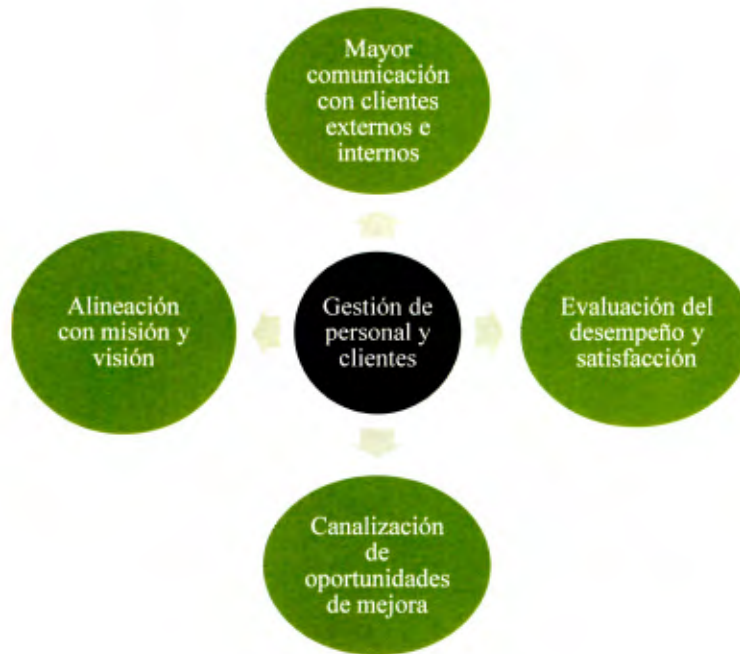 Mayor
comunicación
con clientes
externos e
internos
Alineación
con misión y
visión
Gestión de
personal y
clientes
Evaluación del
desempeño y
satisfacción
Canalización
de
oportunidades
de mejora